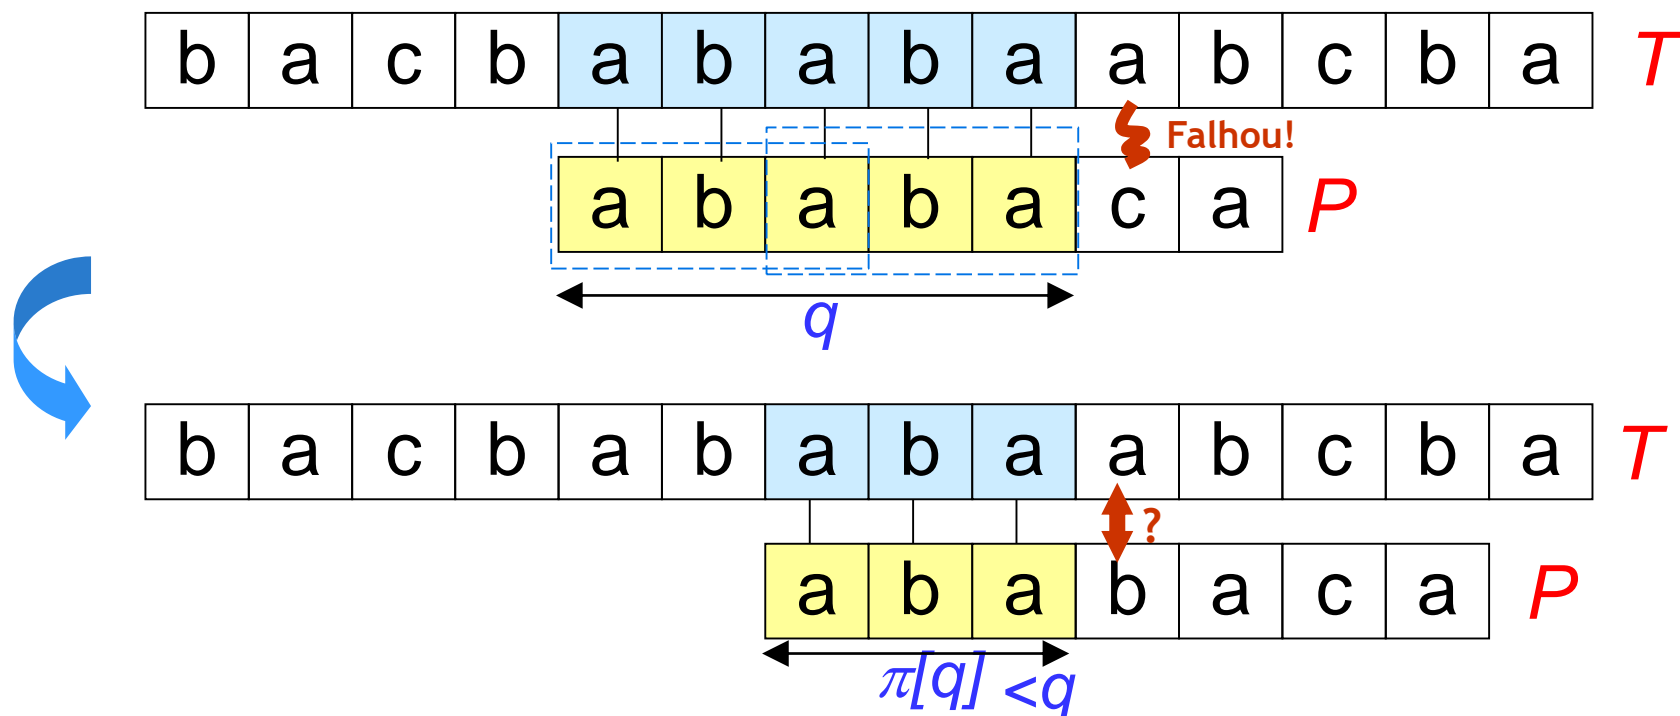 b a c b a b a b a a b c b a T
Falhou!
a b a b a c a P
q
b a c b a b a b a a b c b a T
?
a b a b a c a P
π[q] <q